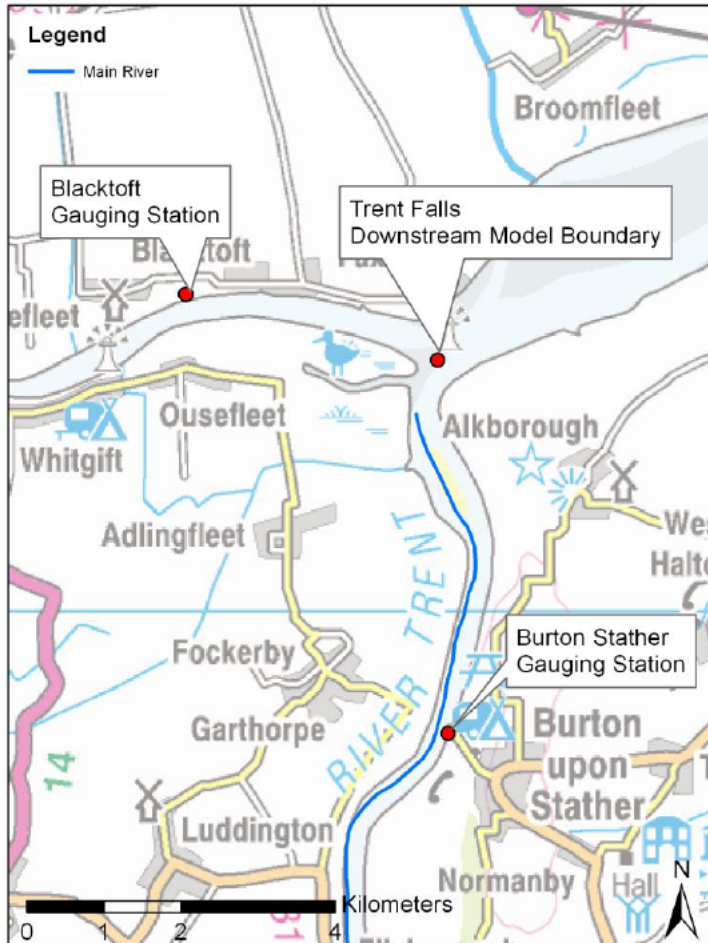 Legend
Main River
Broomfleet
Blacktoft
Gauging Station
Trent Falls
Downstream Model Boundary
Blacktoft
Ousefleet
Whitgift
Alkborough
Adlingfleet
RIVER TRENT
Burton Stather
Gauging Station
Fockerby
Garthorpe
Burton
upon
Stather
14
Luddington
Normanby
Hall
N
Kilometers
0 1 2 4